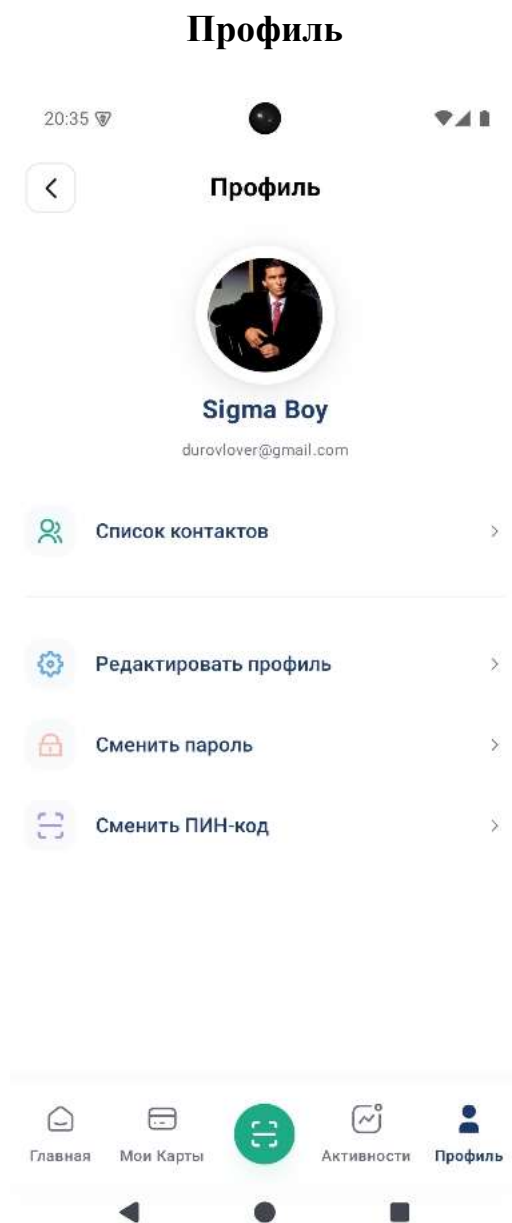 Профиль
20:35
Профиль
Sigma Boy
durovlover@gmail.com
Список контактов
Редактировать профиль
Сменить пароль
Сменить ПИН-код
Главная
Мои Карты
Активности
Профиль